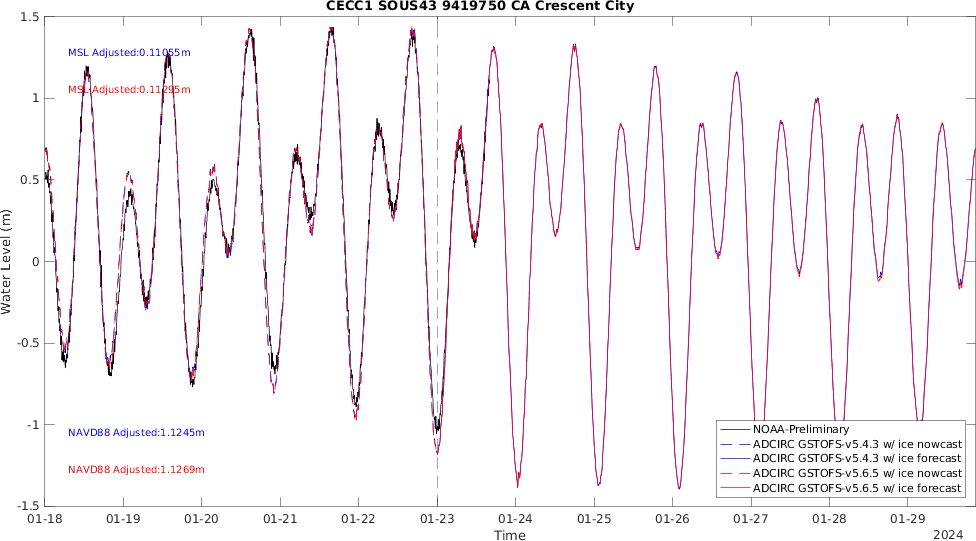 CECC1 SOUS43 9419750 CA Crescent City
1.5
1
0.5
0
-0.5
-1
-1.5
Water Level (m)
MSL Adjusted:0.11055m
MSL Adjusted:0.11295m
NAVD88 Adjusted:1.1245m
NAVD88 Adjusted:1.1269m
NOAA-Preliminary
ADCIRC GSTOFS-v5.4.3 w/ ice nowcast
ADCIRC GSTOFS-v5.4.3 w/ ice forecast
ADCIRC GSTOFS-v5.6.5 w/ ice nowcast
ADCIRC GSTOFS-v5.6.5 w/ ice forecast
01-18 01-19 01-20 01-21 01-22 01-23 01-24 01-25 01-26 01-27 01-28 01-29
Time
2024